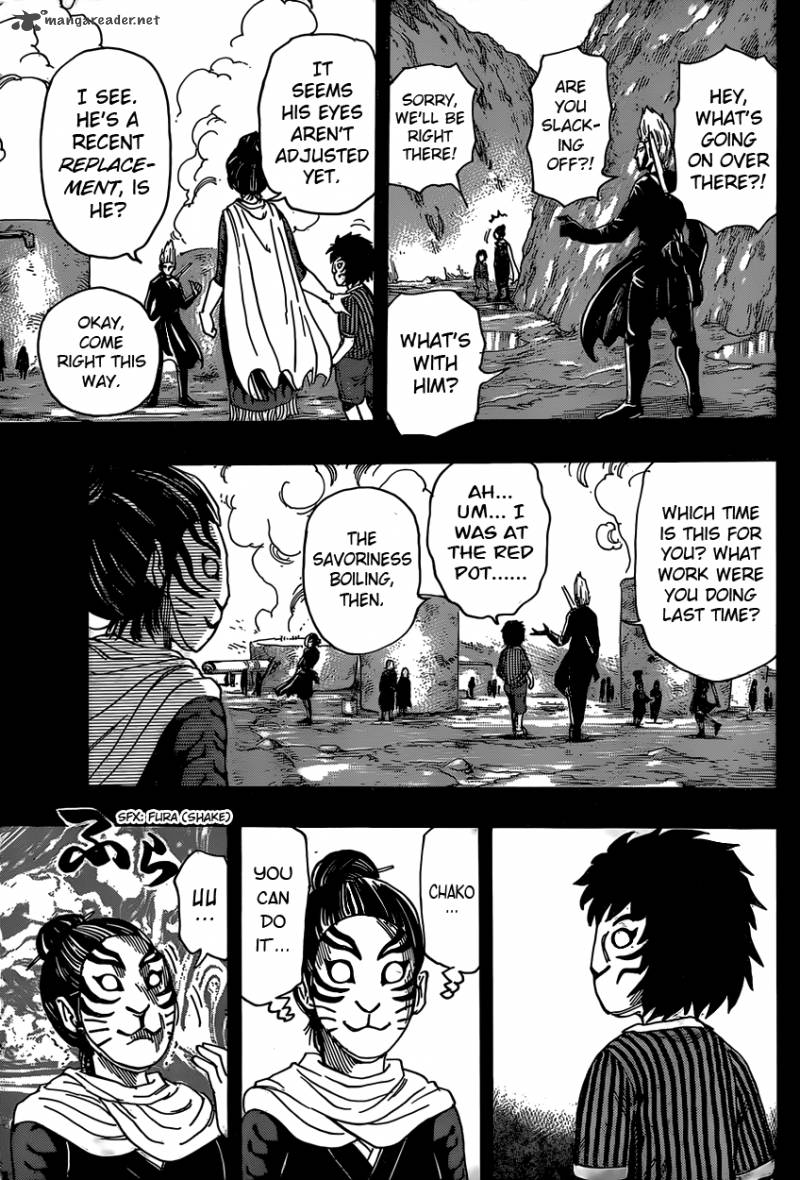 mangareader.net
HEY,
WHAT'S
GOING
ON OVER
THERE?!
ARE
YOU
SLACK-
ING
OFF?!
SORRY,
WE'LL BE
RIGHT
THERE!
WHAT'S
WITH
HIM?
IT
SEEMS
HIS EYES
AREN'T
ADJUSTED
YET.
I SEE.
HE'S A
RECENT
REPLACE-
MENT, IS
HE?
OKAY,
COME
RIGHT THIS
WAY.
WHICH TIME
IS THIS FOR
YOU? WHAT
WORK WERE
YOU DOING
LAST TIME?
AH...
UM... I
WAS AT
THE RED
POT......
THE
SAVORINESS
BOILING,
THEN.
CHAKO
...
YOU
CAN
DO
IT...
SFX: FURA (SHAKE)
ふら
UU
...